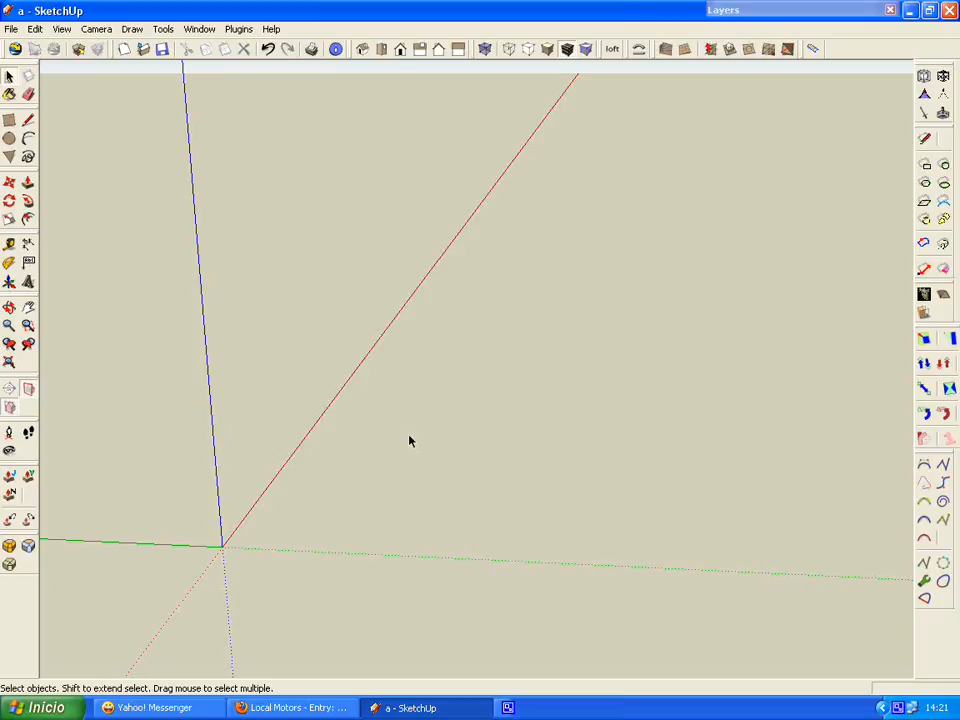 a - SketchUp
Layers
File Edit View Camera Draw Tools Window Plugins Help
loft
Select objects. Shift to extend select. Drag mouse to select multiple.
Inicio
Yahoo! Messenger
Local Motors - Entry: ...
a - SketchUp
14:21